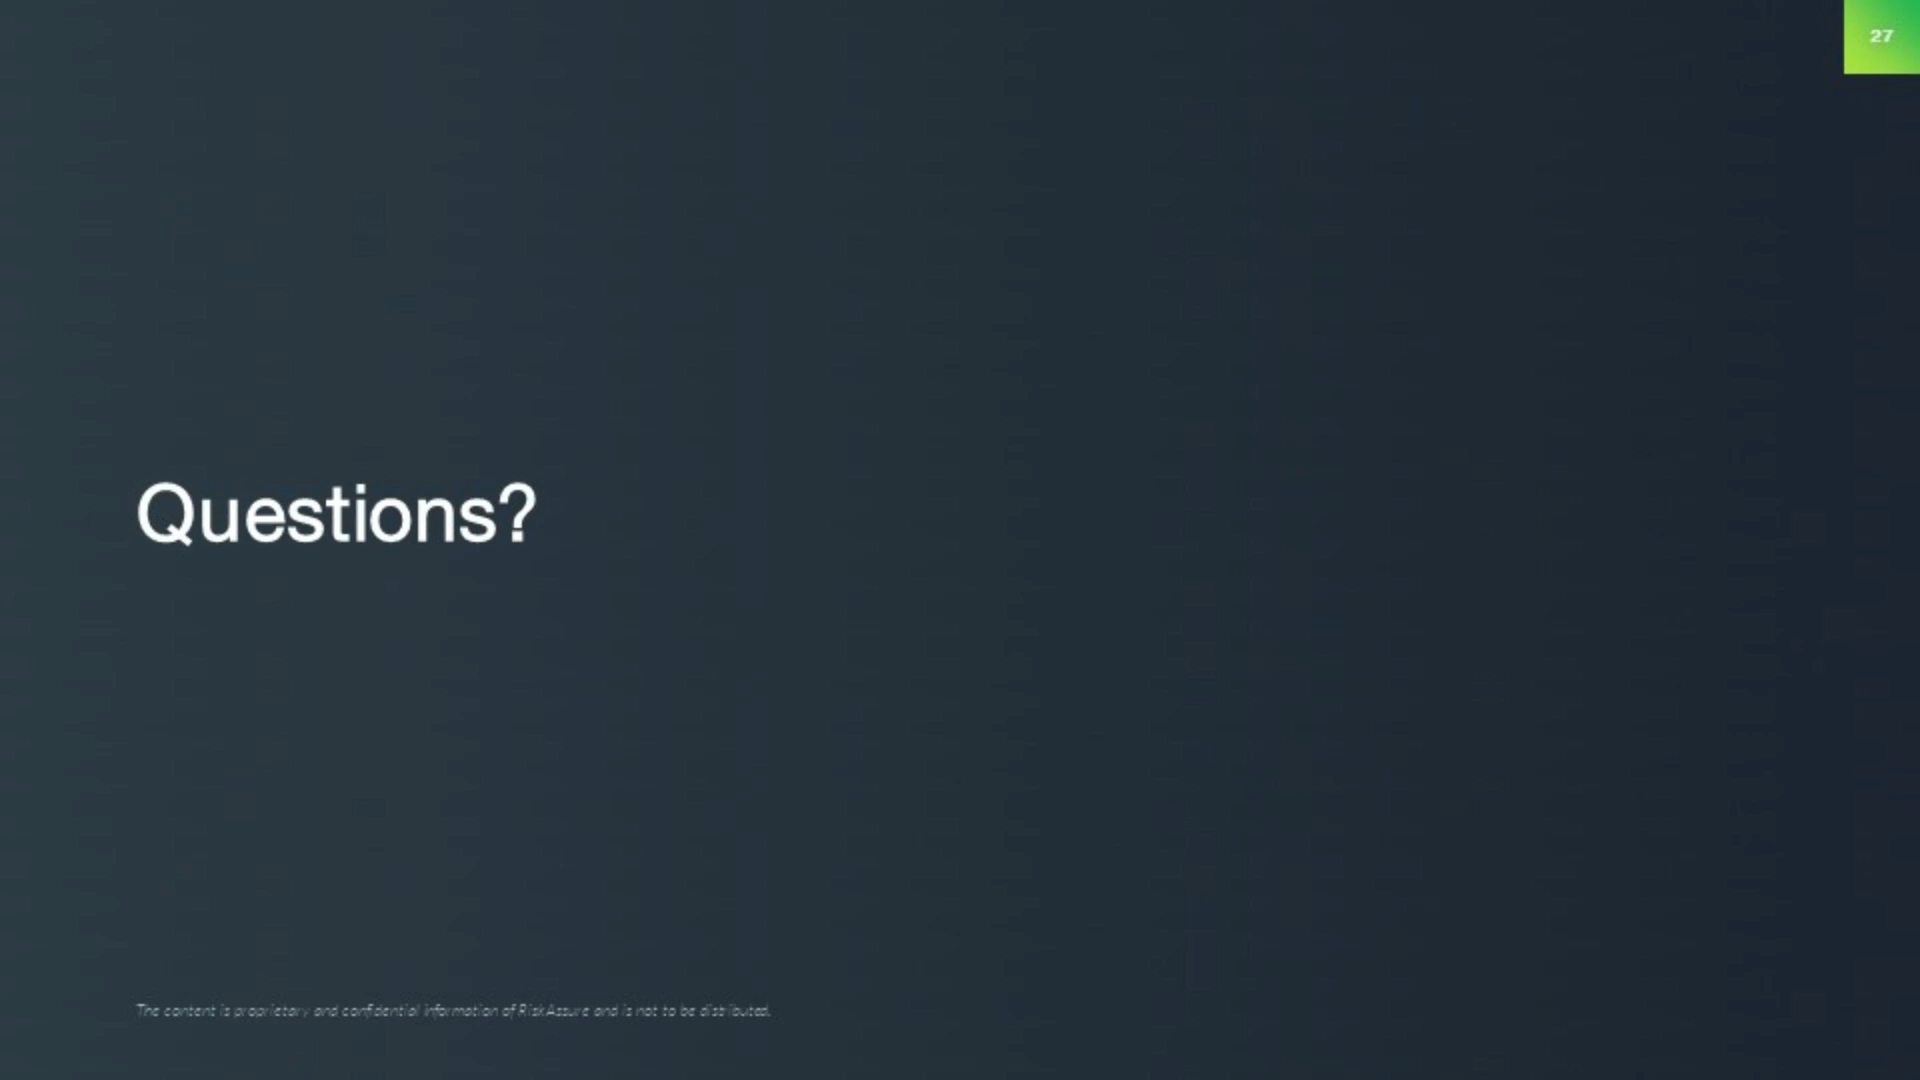 27
Questions?
The content is proprietary and confidential information of RiskAssure and is not to be distributed.